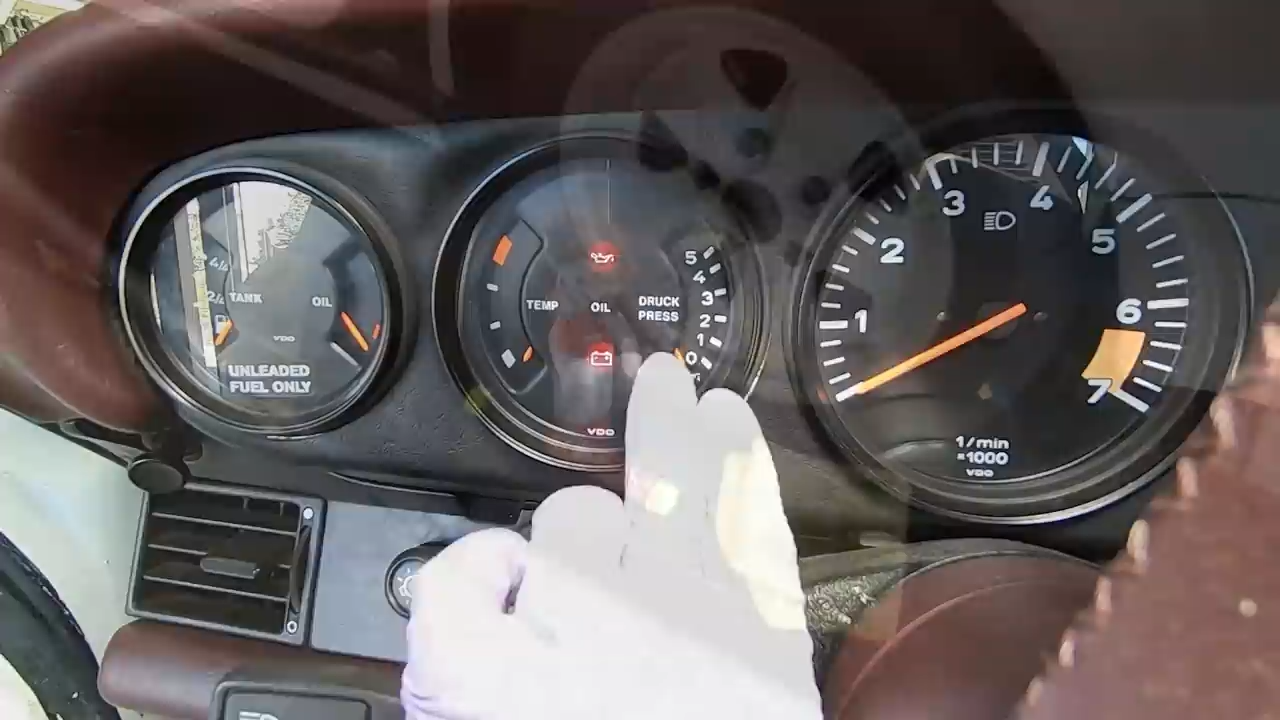 4/4
2/4
TANK
OIL
VDO
UNLEADED
FUEL ONLY
TEMP
OIL
DRUCK
PRESS
5
4
3
2
1
0
VDO
1
2
3
4
5
6
7
1/min
×1000
VDO